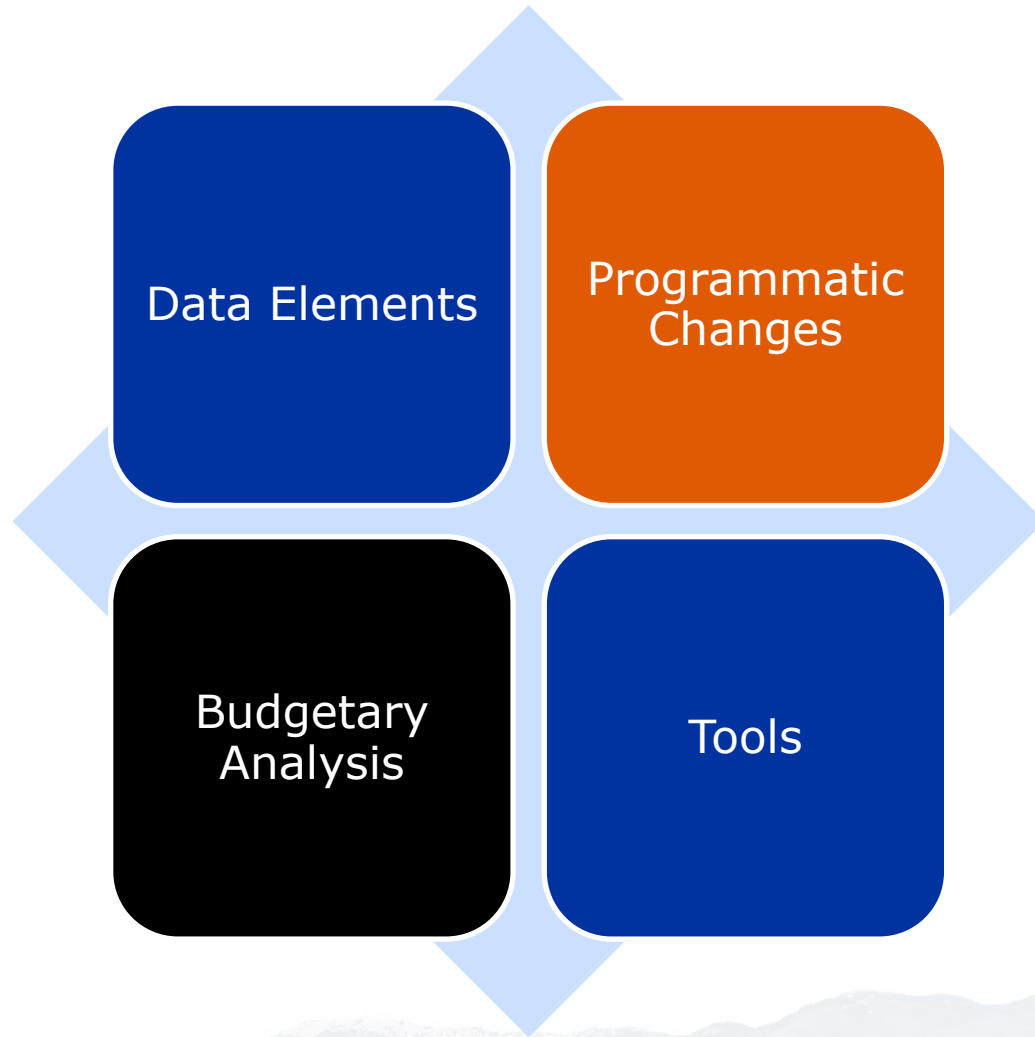 Data Elements
Programmatic
Changes
Budgetary
Analysis
Tools